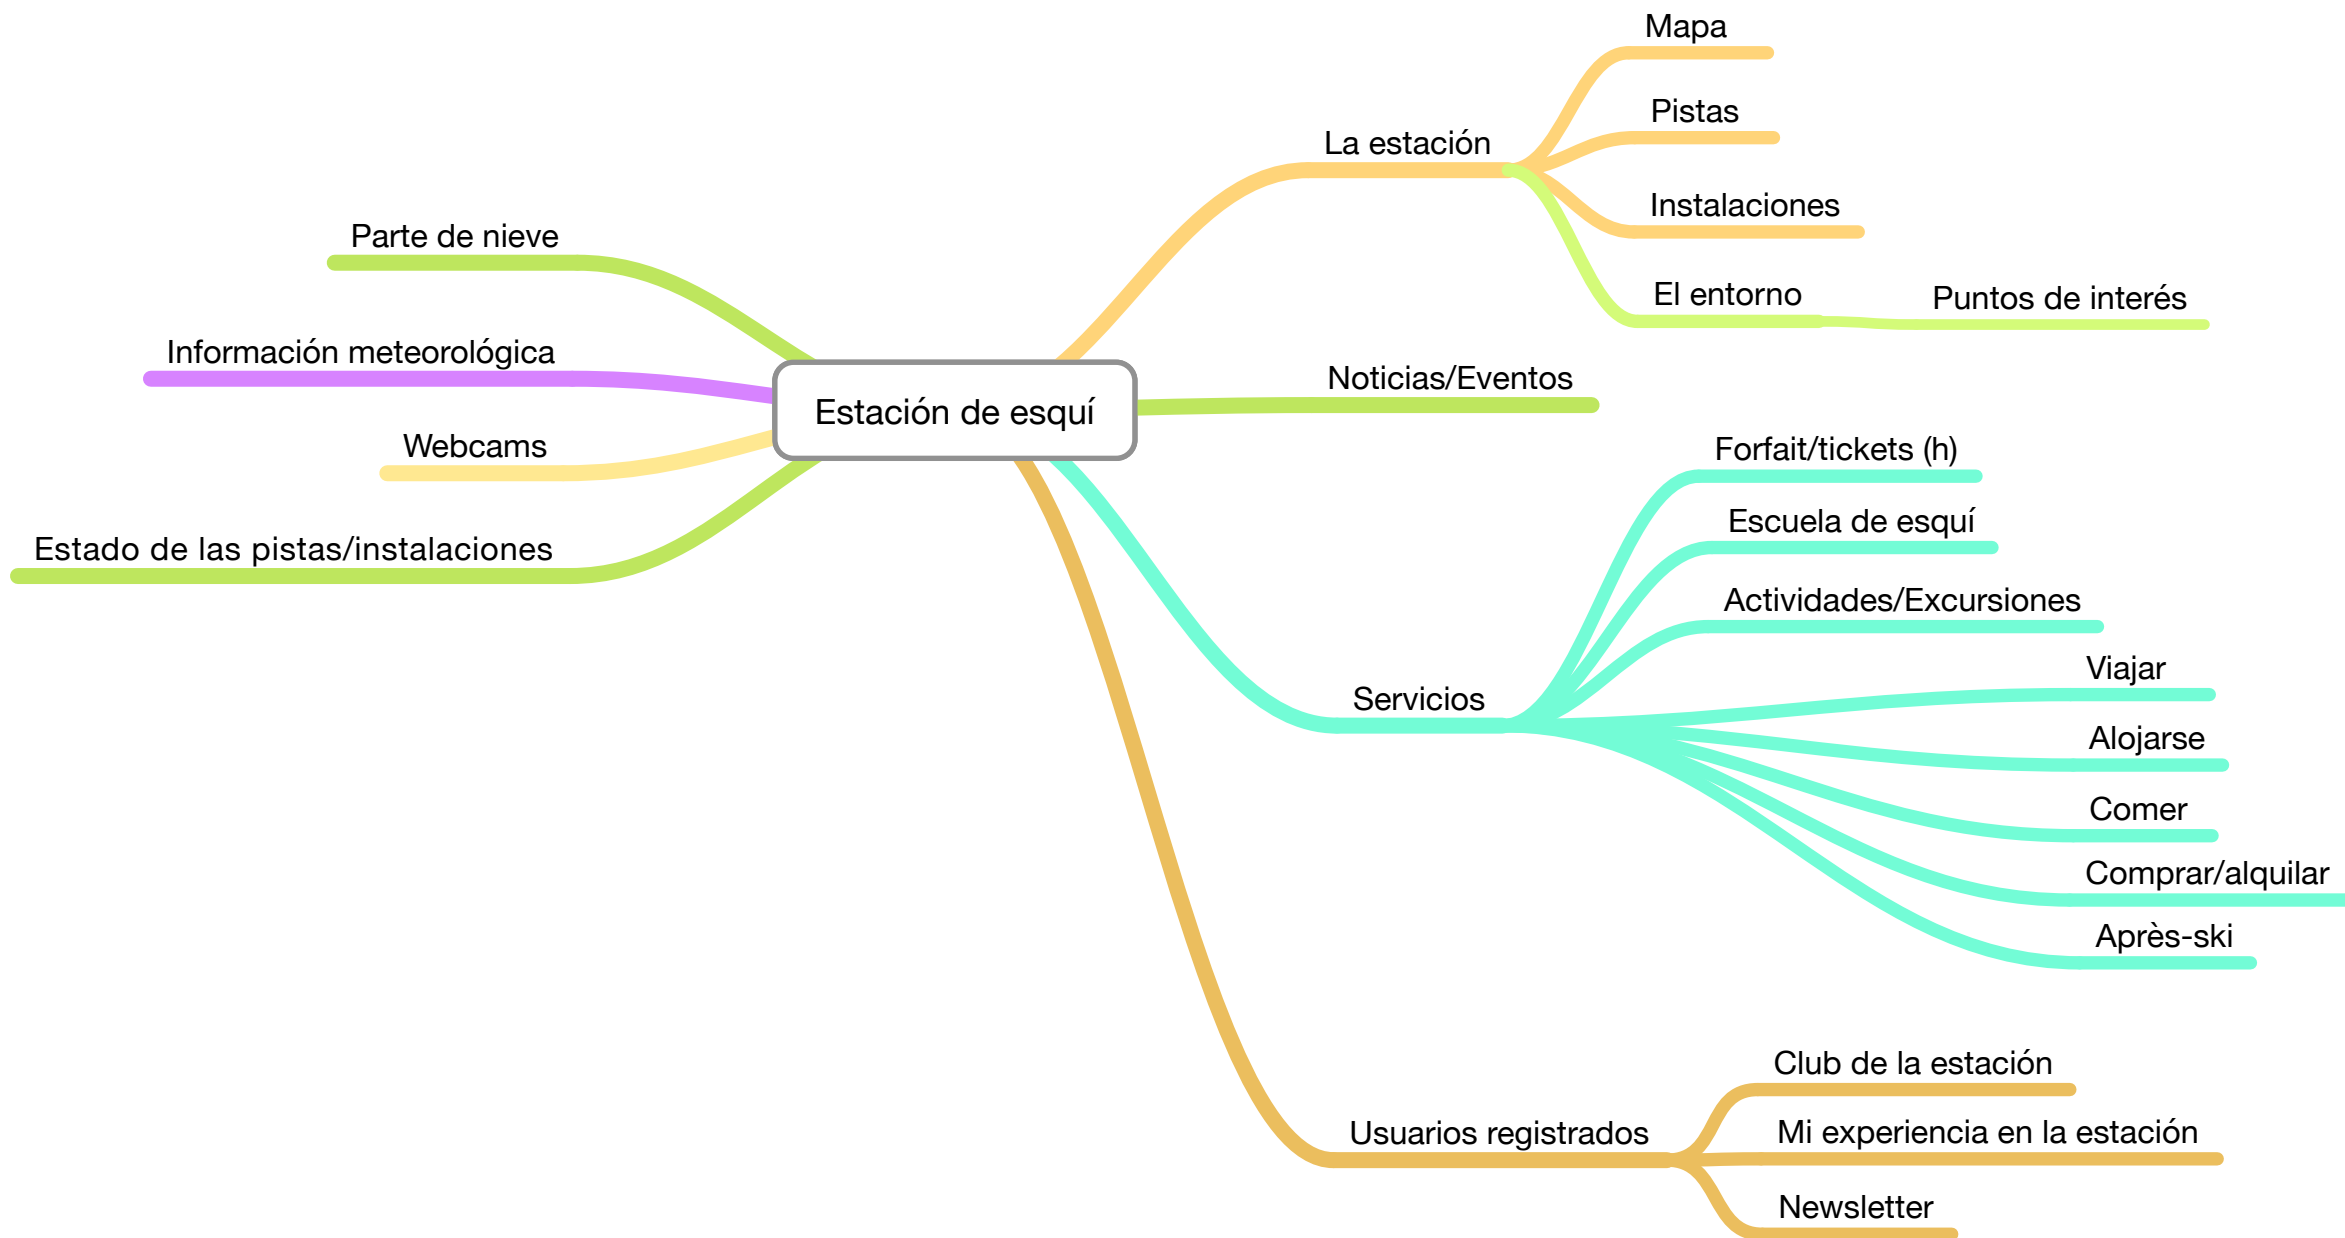 Estación de esquí
Parte de nieve
Información meteorológica
Webcams
Estado de las pistas/instalaciones
La estación
Mapa
Pistas
Instalaciones
El entorno
Puntos de interés
Noticias/Eventos
Servicios
Forfait/tickets (h)
Escuela de esquí
Actividades/Excursiones
Viajar
Alojarse
Comer
Comprar/alquilar
Après-ski
Usuarios registrados
Club de la estación
Mi experiencia en la estación
Newsletter